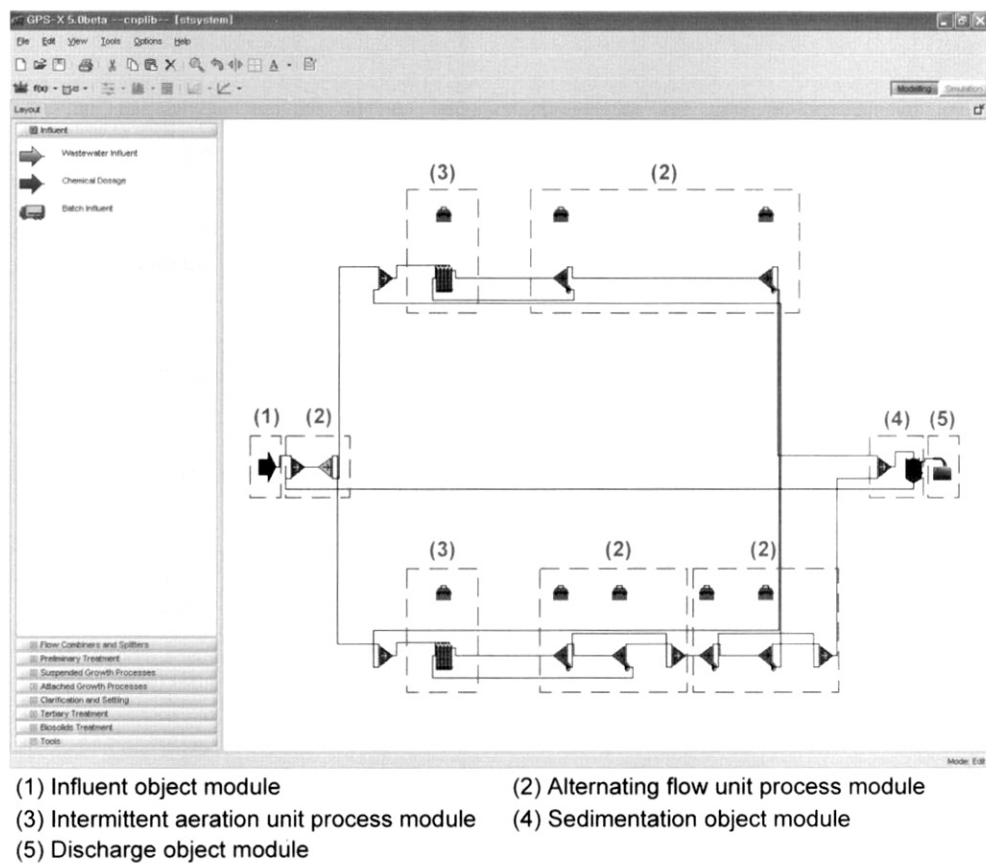 GPS-X 5.0beta --cnplib-- [stsystem]
File Edit View Tools Options Help
f(x)
Modelling Simulation
Layout
Influent
Wastewater Influent
Chemical Dosage
Batch Influent
(3) (2)
(1) (2) (4) (5)
(3) (2) (2)
Flow Combiners and Splitters
Preliminary Treatment
Suspended Growth Processes
Attached Growth Processes
Clarification and Settling
Tertiary Treatment
Biosolids Treatment
Tools
Mode: Edit
(1) Influent object module (2) Alternating flow unit process module
(3) Intermittent aeration unit process module (4) Sedimentation object module
(5) Discharge object module